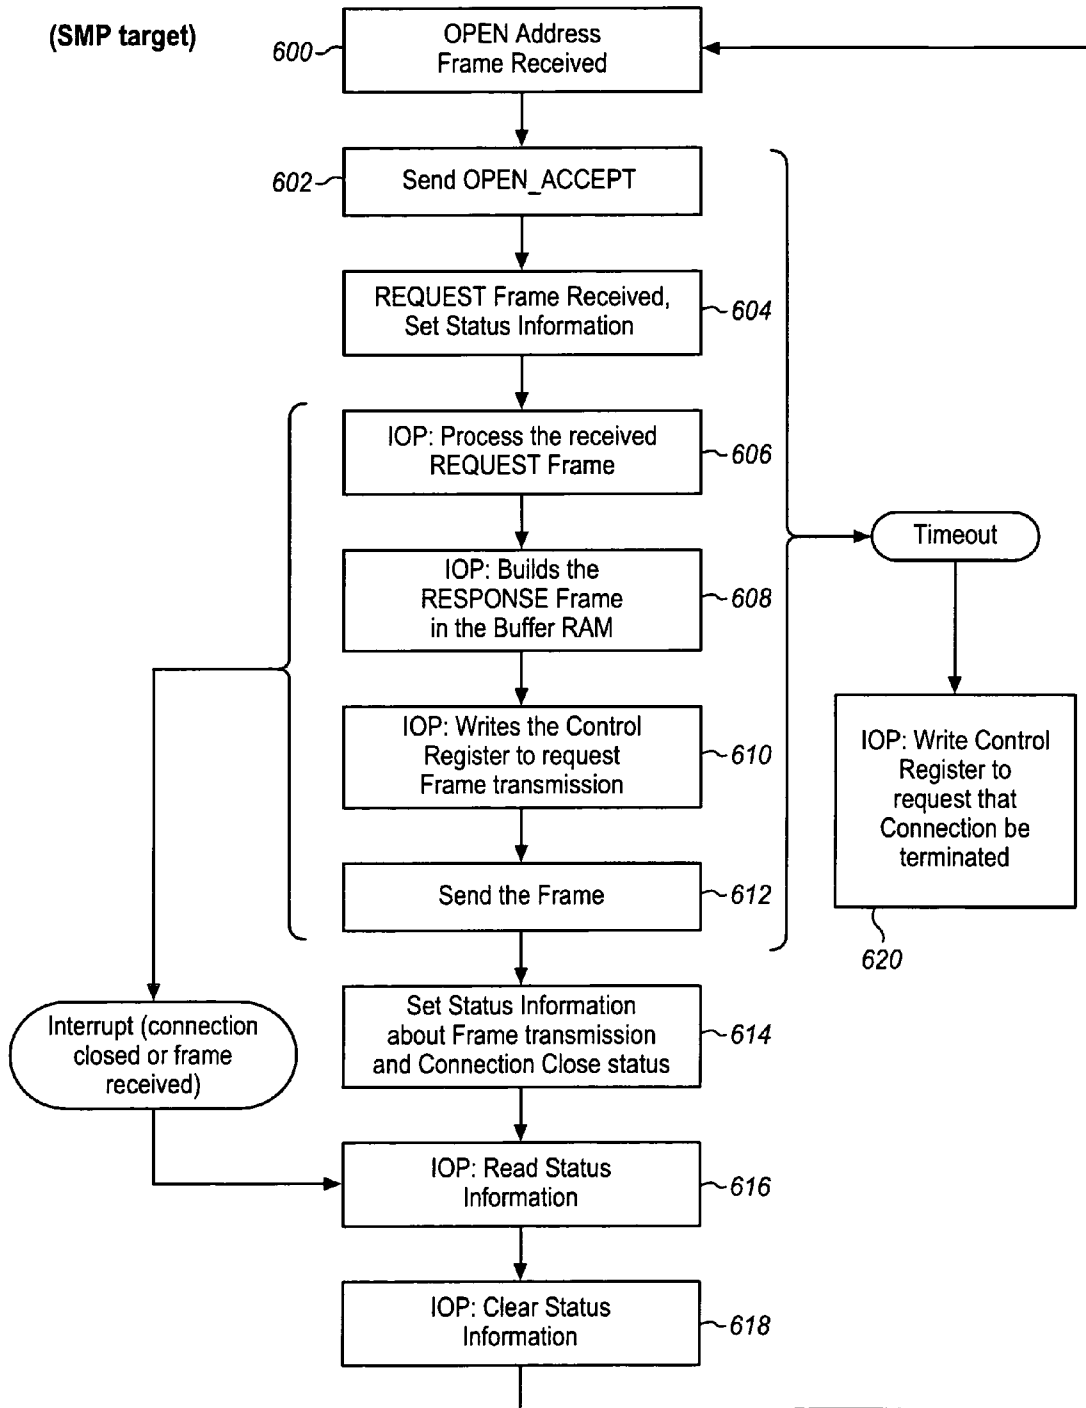 (SMP target)
600
OPEN Address
Frame Received
602
Send OPEN_ACCEPT
REQUEST Frame Received,
Set Status Information
604
IOP: Process the received
REQUEST Frame
606
IOP: Builds the
RESPONSE Frame
in the Buffer RAM
608
IOP: Writes the Control
Register to request
Frame transmission
610
Send the Frame
612
Timeout
IOP: Write Control
Register to
request that
Connection be
terminated
620
Set Status Information
about Frame transmission
and Connection Close status
614
Interrupt (connection
closed or frame
received)
IOP: Read Status
Information
616
IOP: Clear Status
Information
618